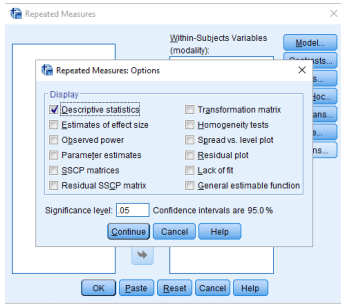 Repeated Measures
Within-Subjects Variables
(modality):
Model...
Repeated Measures: Options
Display
Descriptive statistics
Transformation matrix
Estimates of effect size
Homogeneity tests
Observed power
Spread vs. level plot
Parameter estimates
Residual plot
SSCP matrices
Lack of fit
Residual SSCP matrix
General estimable function
Significance level: .05 Confidence intervals are 95.0 %
Continue Cancel Help
OK Paste Reset Cancel Help